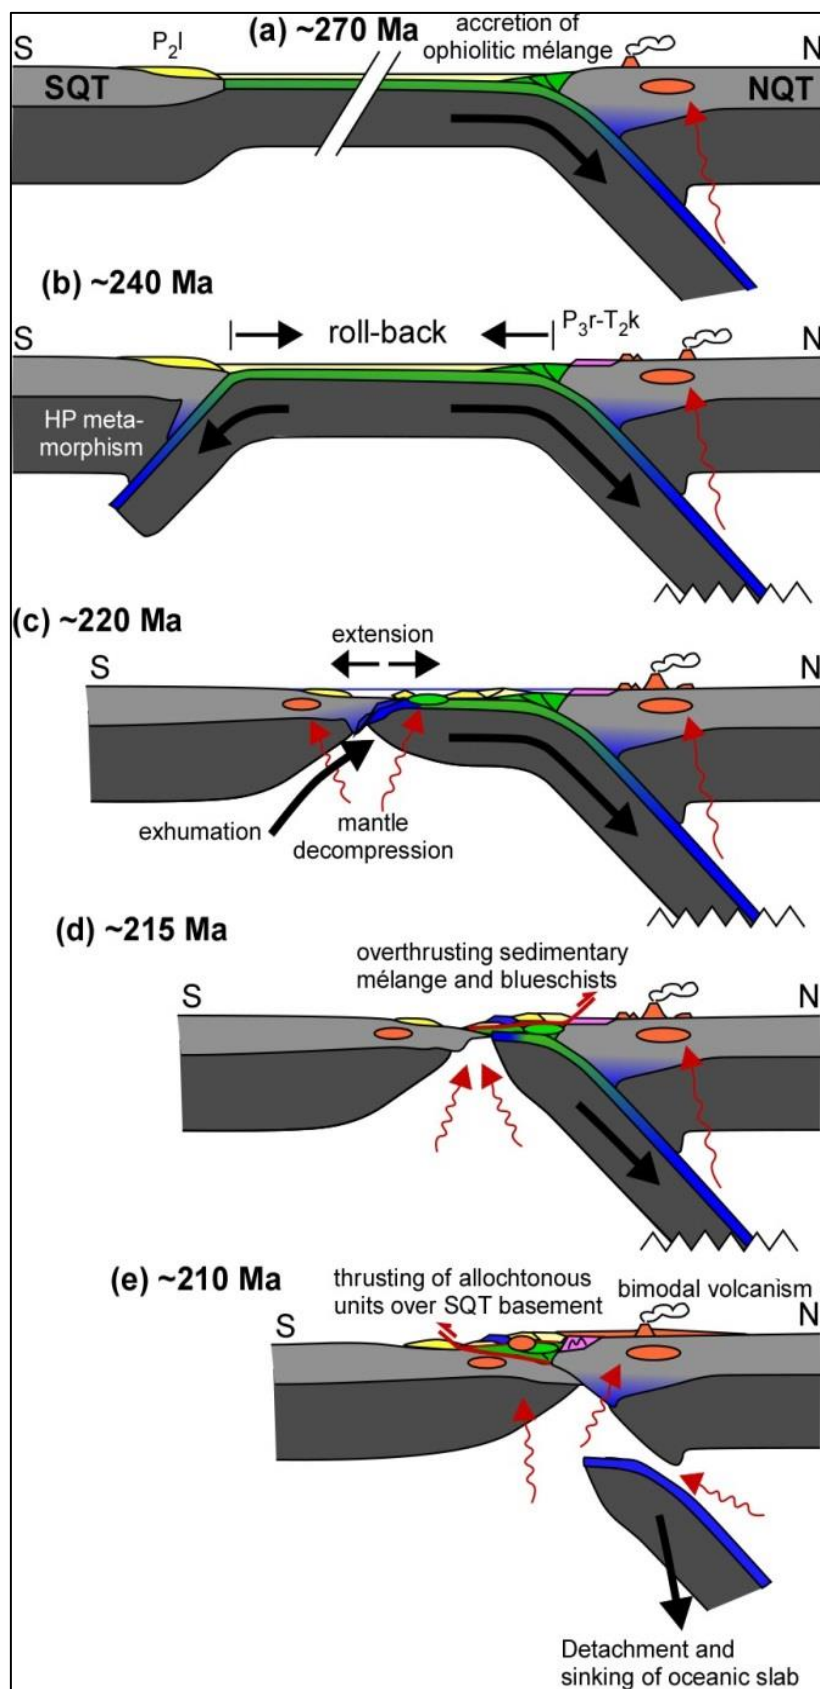 (a) ~270 Ma
accretion of
ophiolitic mélange
S
P₂l
N
SQT
NQT
(b) ~240 Ma
S
roll-back
P₃r-T₂k
N
HP meta-
morphism
(c) ~220 Ma
extension
S
N
exhumation
mantle
decompression
(d) ~215 Ma
overthrusting sedimentary
mélange and blueschists
S
N
(e) ~210 Ma
thrusting of allochtonous
units over SQT basement
bimodal volcanism
S
N
Detachment and
sinking of oceanic slab